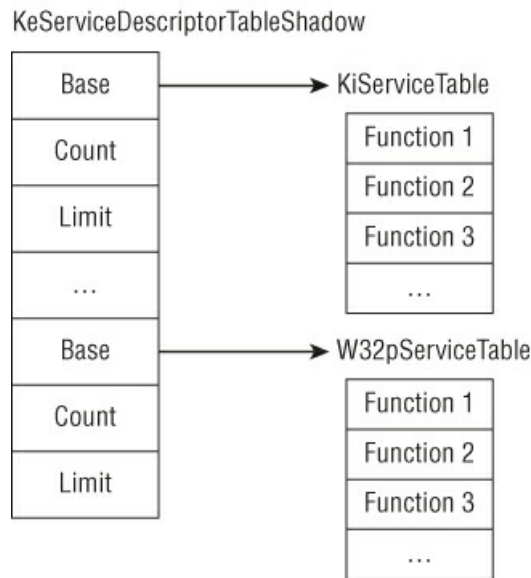 KeServiceDescriptorTableShadow
Base
KiServiceTable
Count
Function 1
Limit
Function 2
Function 3
...
...
Base
W32pServiceTable
Count
Function 1
Limit
Function 2
Function 3
...